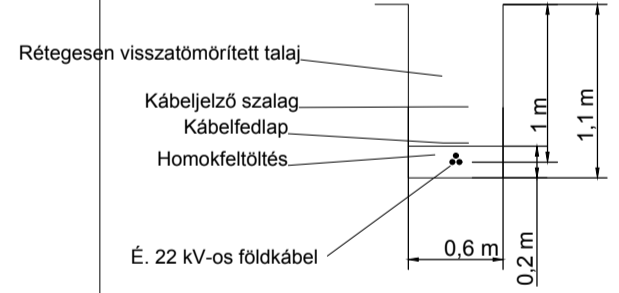 Rétegesen visszatömörített talaj
Kábeljelző szalag
Kábelfedlap
Homokfeltöltés
É. 22 kV-os földkábel
0,6 m
0,2 m
1 m
1,1 m